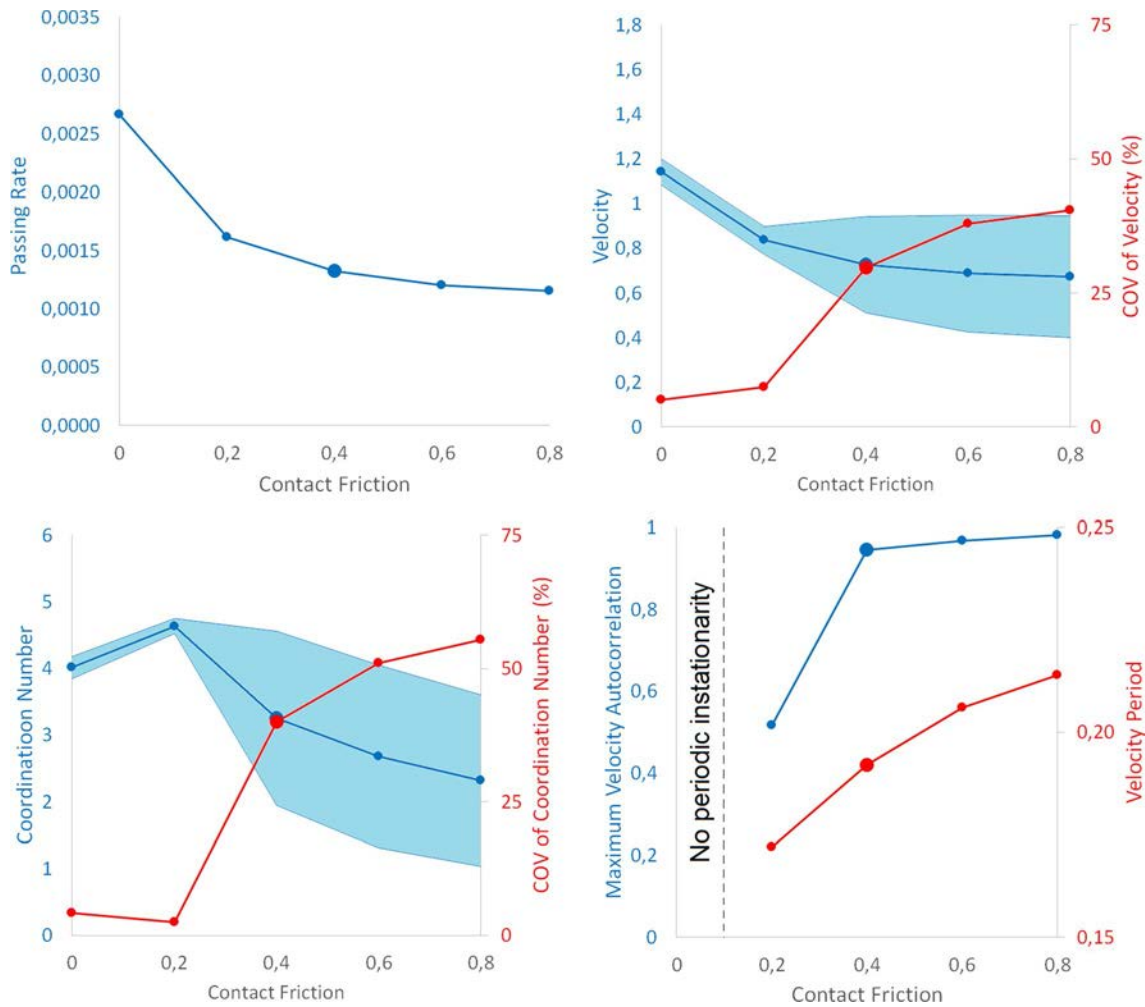 Passing Rate
0,0035
0,0030
0,0025
0,0020
0,0015
0,0010
0,0005
0,0000
0 0,2 0,4 0,6 0,8
Contact Friction
Velocity
1,8
1,6
1,4
1,2
1
0,8
0,6
0,4
0,2
0
75
50
25
0
COV of Velocity (%)
0 0,2 0,4 0,6 0,8
Contact Friction
Coordination Number
6
5
4
3
2
1
0
75
50
25
0
COV of Coordination Number (%)
0 0,2 0,4 0,6 0,8
Contact Friction
Maximum Velocity Autocorrelation
1
0,8
0,6
0,4
0,2
0
No periodic instationarity
0,25
0,20
0,15
Velocity Period
0 0,2 0,4 0,6 0,8
Contact Friction